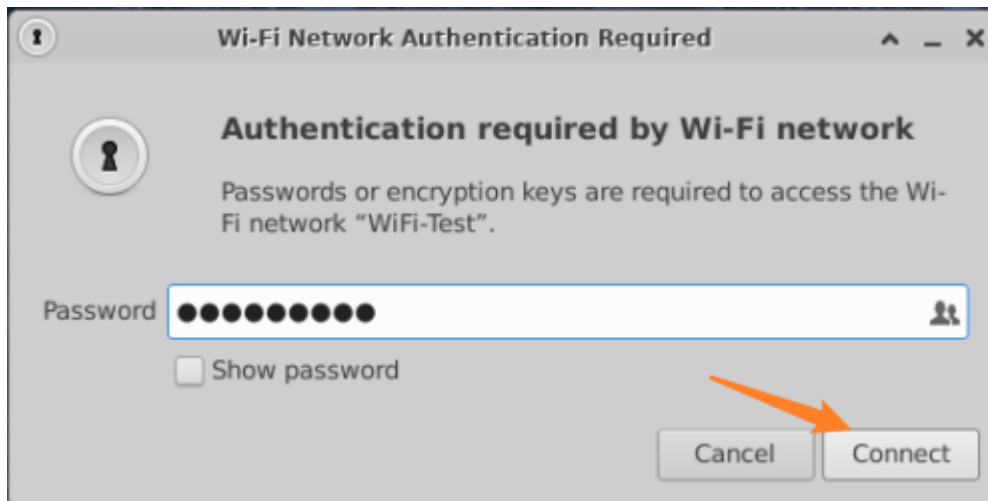 Wi-Fi Network Authentication Required
Authentication required by Wi-Fi network
Passwords or encryption keys are required to access the Wi-
Fi network “WiFi-Test”.
Password ●●●●●●●●●
Show password
Cancel Connect